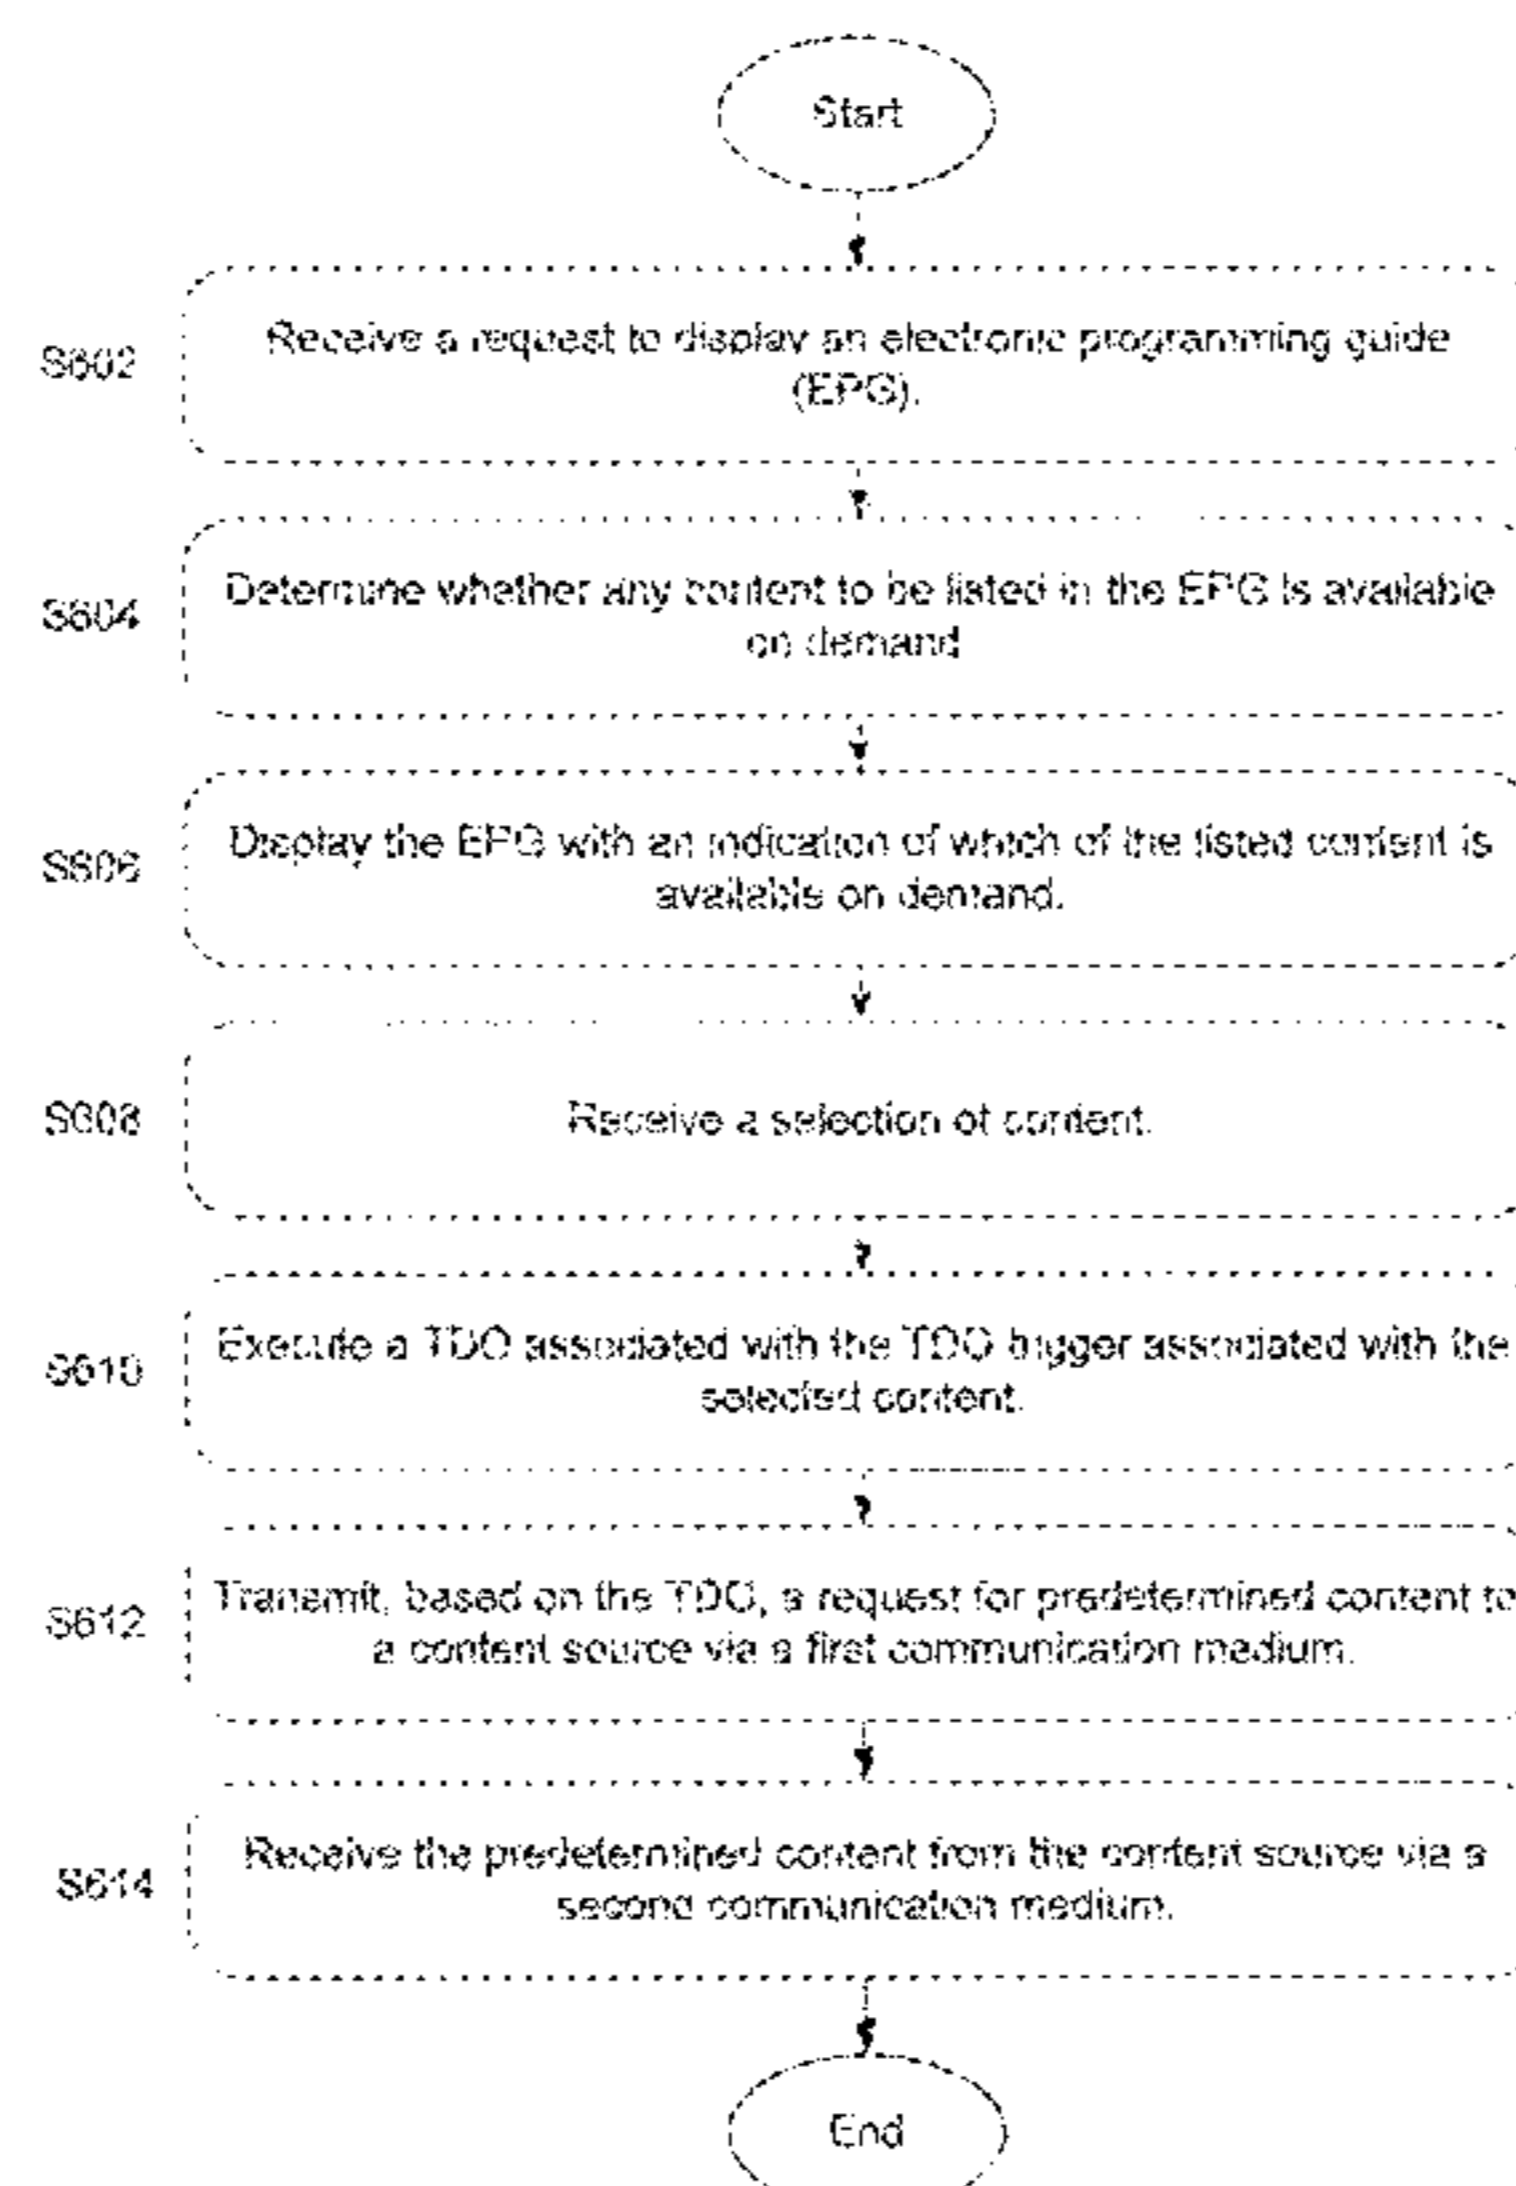 Start
S602
Receive a request to display an electronic programming guide
(EPG).
S604
Determine whether any content to be listed in the EPG is available
on demand
S606
Display the EPG with an indication of which of the listed content is
available on demand.
S608
Receive a selection of content.
S610
Execute a TDO associated with the TDO trigger associated with the
selected content.
S612
Transmit, based on the TDO, a request for predetermined content to
a content source via a first communication medium.
S614
Receive the predetermined content from the content source via a
second communication medium.
End